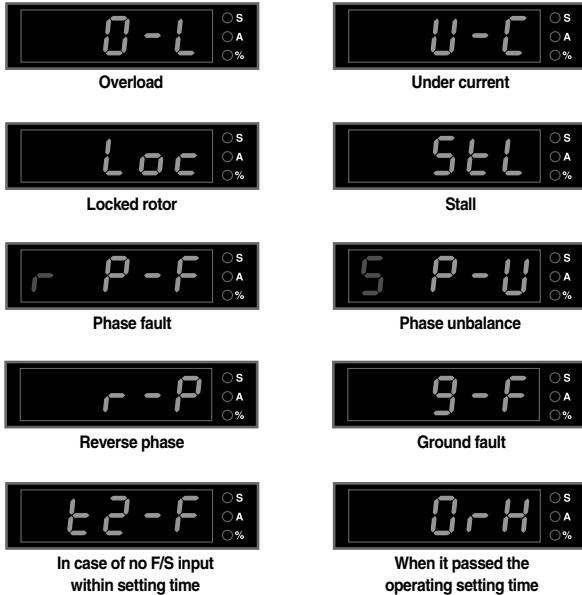 0-L
S
A
%
Overload
U-C
S
A
%
Under current
Loc
S
A
%
Locked rotor
StL
S
A
%
Stall
r P-F
S
A
%
Phase fault
S P-U
S
A
%
Phase unbalance
r-P
S
A
%
Reverse phase
g-F
S
A
%
Ground fault
t2-F
S
A
%
In case of no F/S input
within setting time
0rH
S
A
%
When it passed the
operating setting time